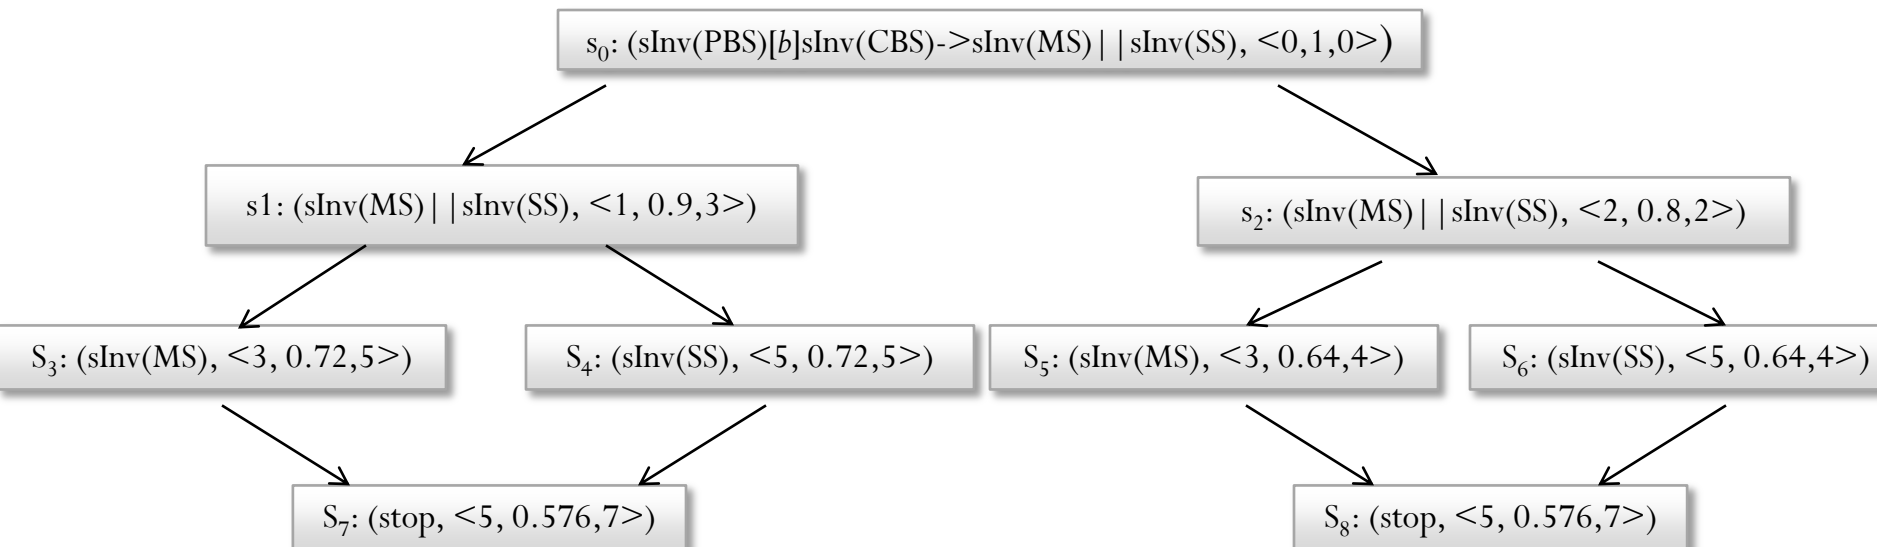 s₀: (sInv(PBS)[b]sInv(CBS)->sInv(MS)||sInv(SS), <0,1,0>)
s1: (sInv(MS)||sInv(SS), <1, 0.9,3>)
s₂: (sInv(MS)||sInv(SS), <2, 0.8,2>)
S₃: (sInv(MS), <3, 0.72,5>)
S₄: (sInv(SS), <5, 0.72,5>)
S₅: (sInv(MS), <3, 0.64,4>)
S₆: (sInv(SS), <5, 0.64,4>)
S₇: (stop, <5, 0.576,7>)
S₈: (stop, <5, 0.576,7>)